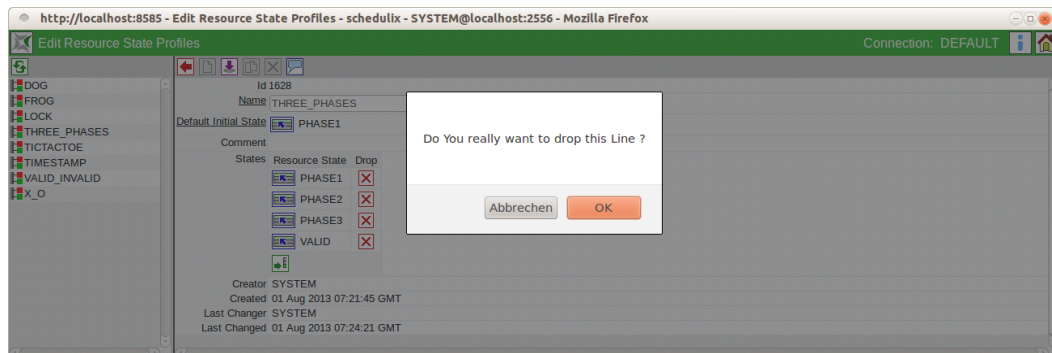 http://localhost:8585 - Edit Resource State Profiles - schedulix - SYSTEM@localhost:2556 - Mozilla Firefox
Edit Resource State Profiles
Connection: DEFAULT
DOG
FROG
LOCK
THREE_PHASES
TICTACTOE
TIMESTAMP
VALID_INVALID
X_O
Id 1628
Name THREE_PHASES
Default Initial State PHASE1
Comment
States Resource State Drop
PHASE1
PHASE2
PHASE3
VALID
Creator SYSTEM
Created 01 Aug 2013 07:21:45 GMT
Last Changer SYSTEM
Last Changed 01 Aug 2013 07:24:21 GMT
Do You really want to drop this Line ?
Abbrechen OK